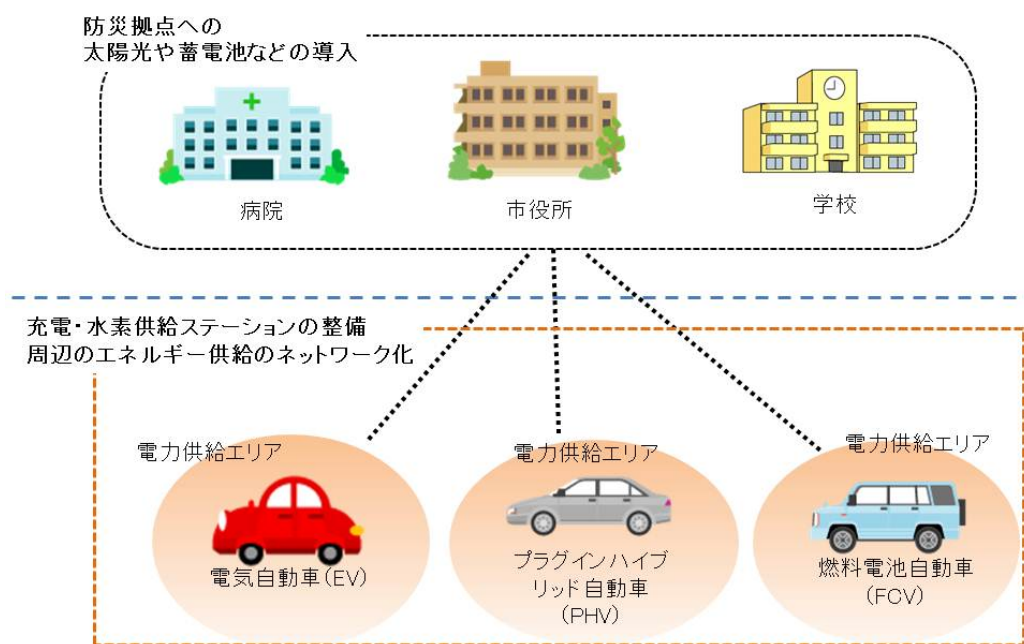 防災拠点への
太陽光や蓄電池などの導入
病院
市役所
学校
充電・水素供給ステーションの整備
周辺のエネルギー供給のネットワーク化
電力供給エリア
電力供給エリア
電力供給エリア
電気自動車(EV)
プラグインハイブ
リッド自動車
(PHV)
燃料電池自動車
(FCV)